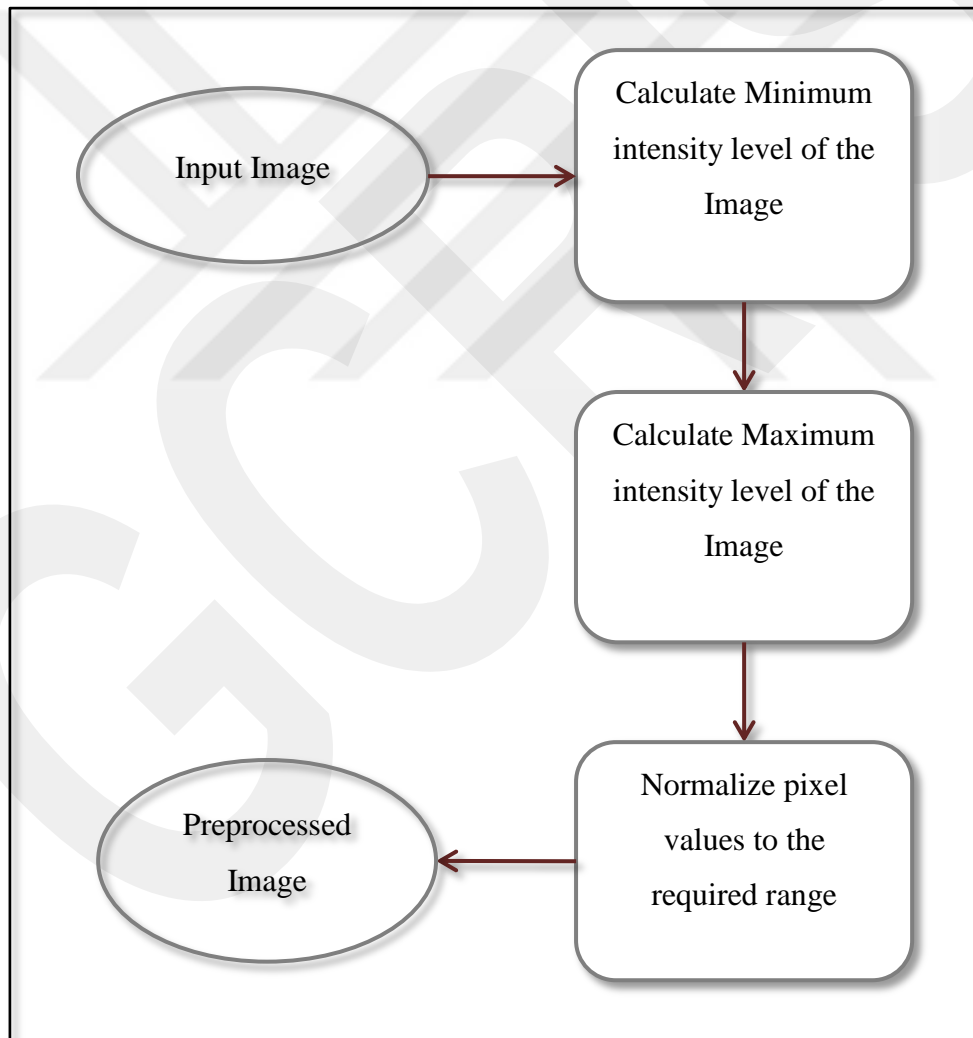 Input Image
Calculate Minimum
intensity level of the
Image
Calculate Maximum
intensity level of the
Image
Normalize pixel
values to the
required range
Preprocessed
Image